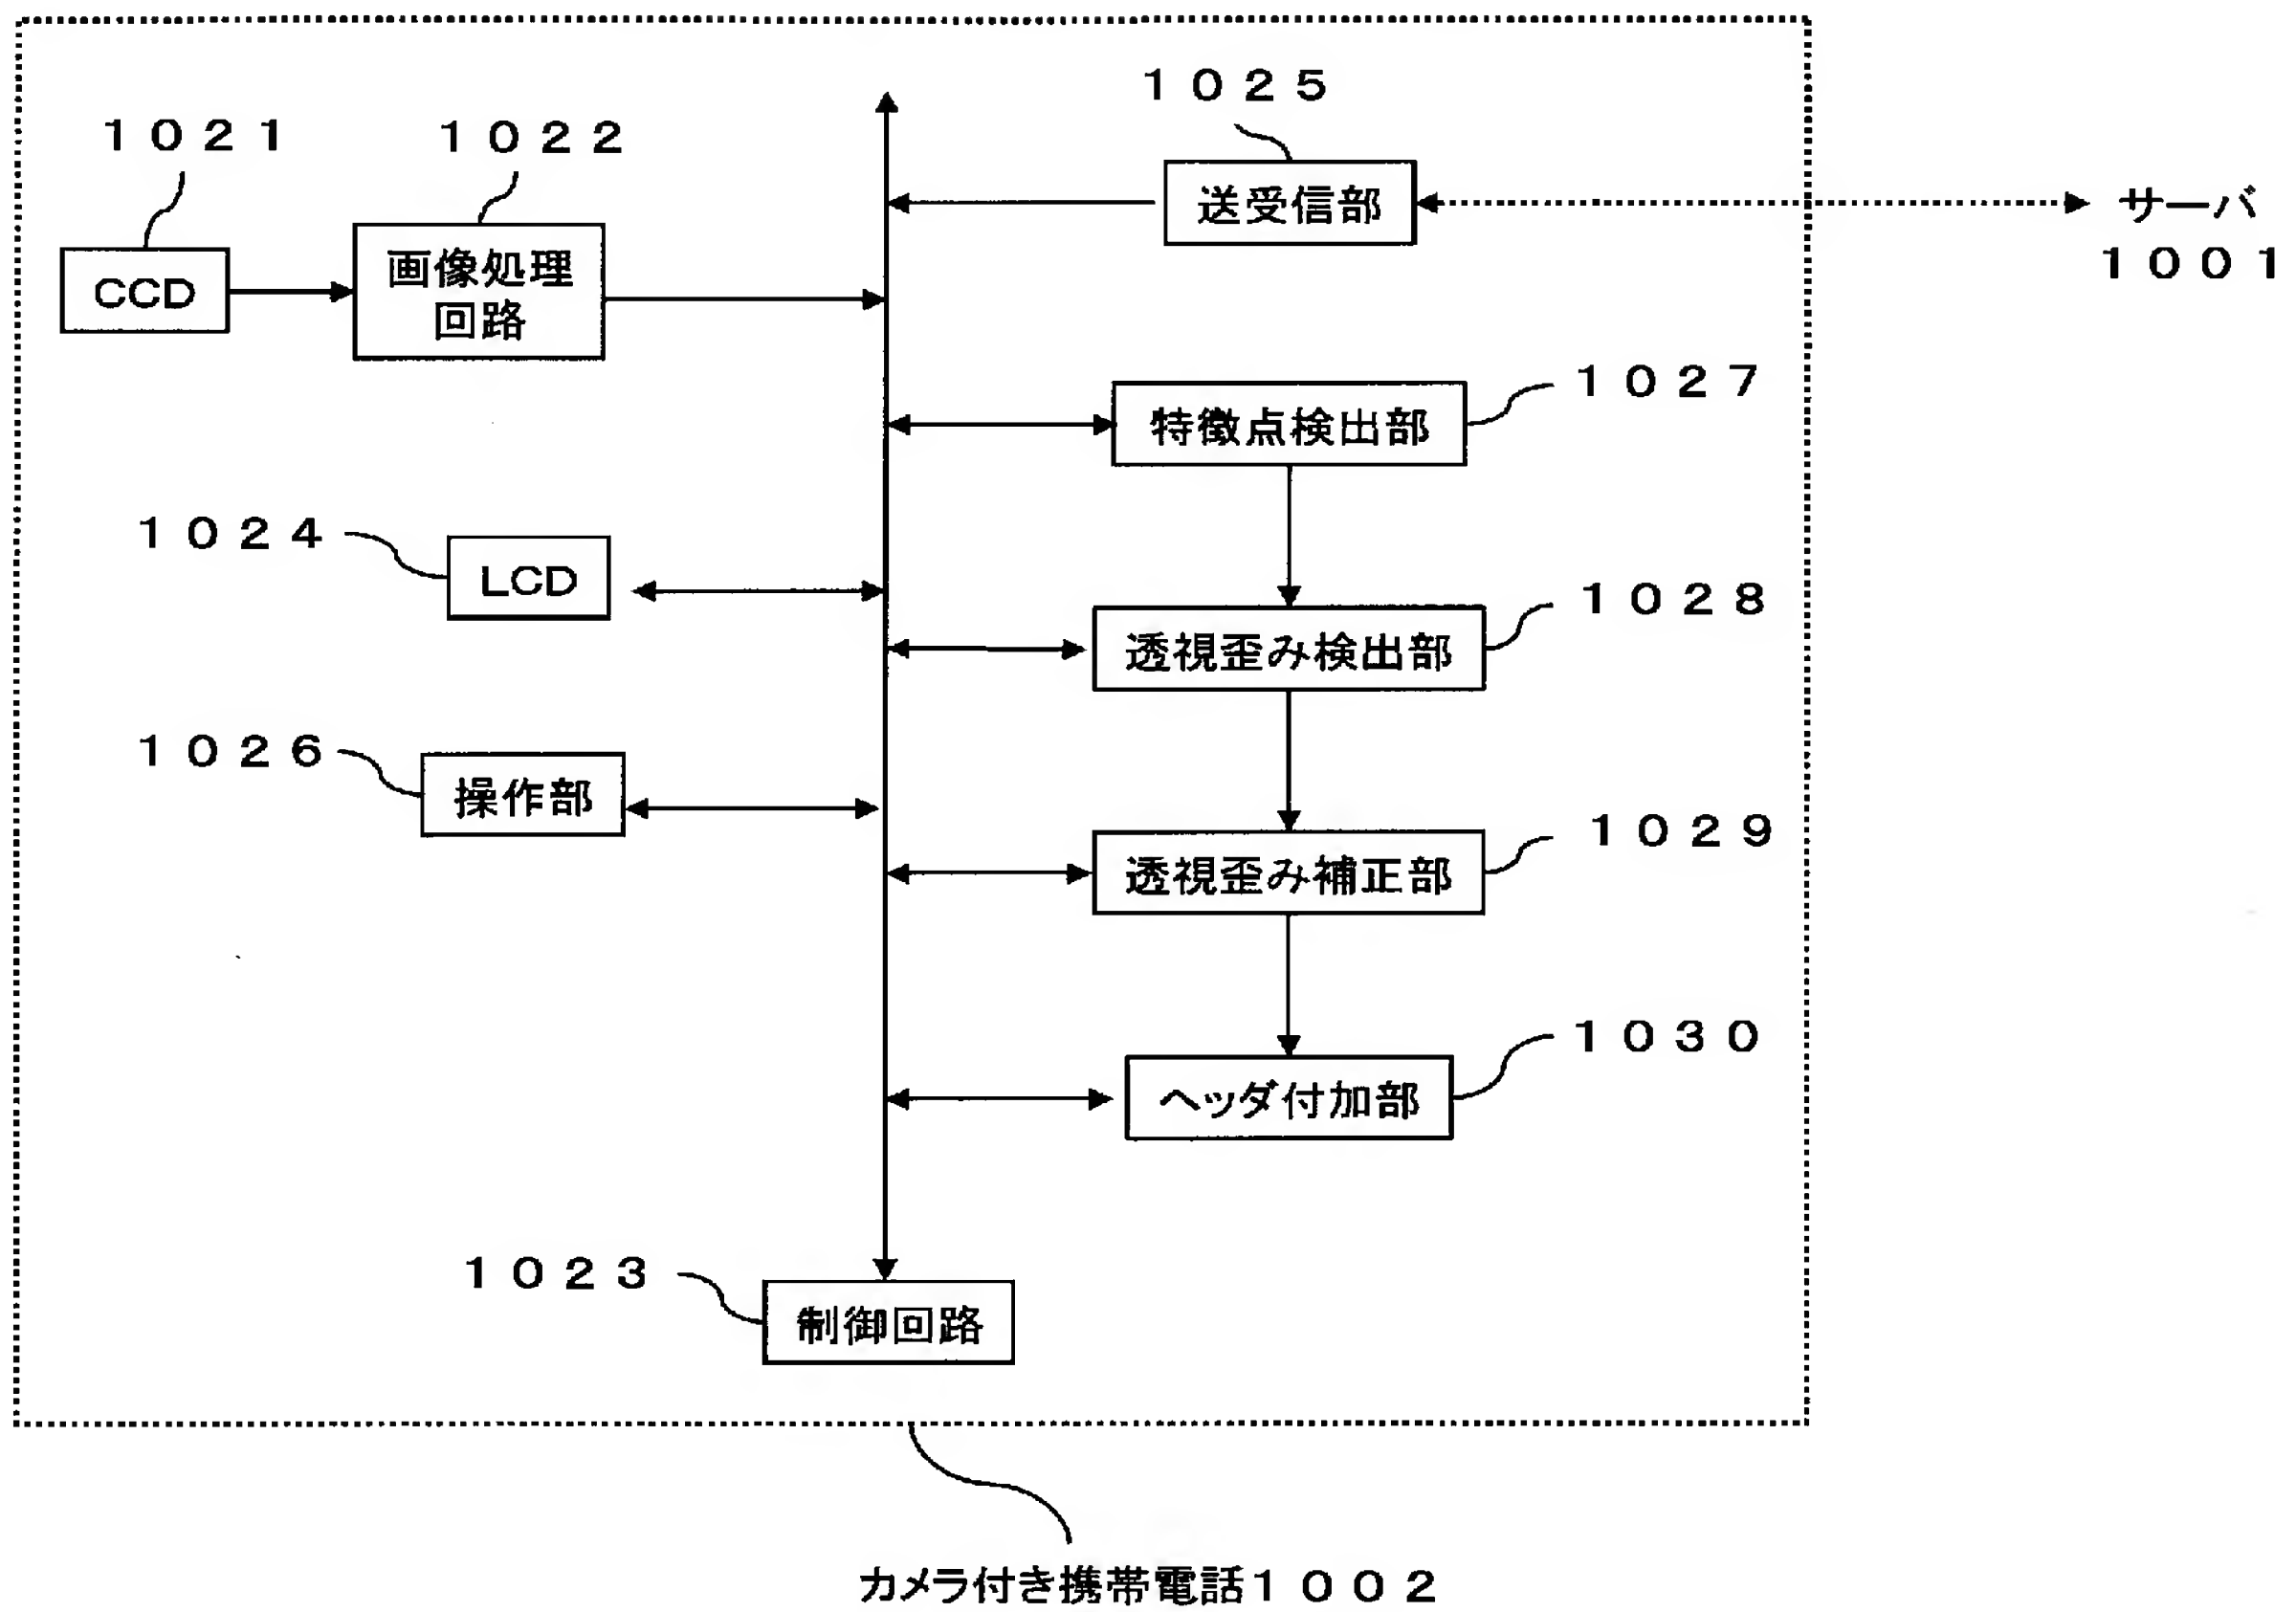 １０２５
１０２１
１０２２
送受信部
サーバ
１００１
CCD
画像処理
回路
１０２７
特徴点検出部
１０２４
LCD
１０２８
透視歪み検出部
１０２６
操作部
１０２９
透視歪み補正部
１０３０
ヘッダ付加部
１０２３
制御回路
カメラ付き携帯電話１００２